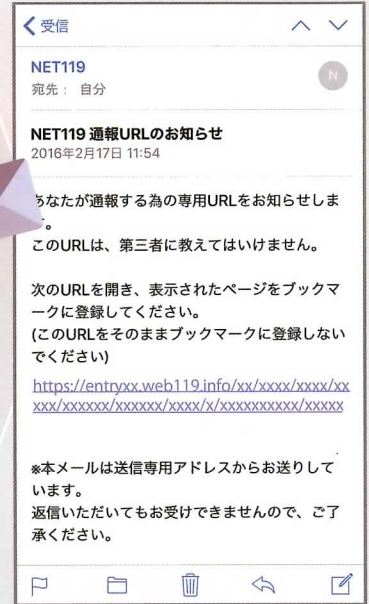 受信
NET119
N
宛先： 自分
NET119 通報URLのお知らせ
2016年2月17日 11:54
あなたが通報する為の専用URLをお知らせしま
す。
このURLは、第三者に教えてはいけません。
次のURLを開き、表示されたページをブックマ
ークに登録してください。
(このURLをそのままブックマークに登録しない
でください)
https://entryxx.web119.info/xx/xxxx/xxxx/xx
xxx/xxxxxx/xxxxxx/xxxx/x/xxxxxxxxxx/xxxxx
※本メールは送信専用アドレスからお送りして
います。
返信いただいてもお受けできませんので、ご了
承ください。